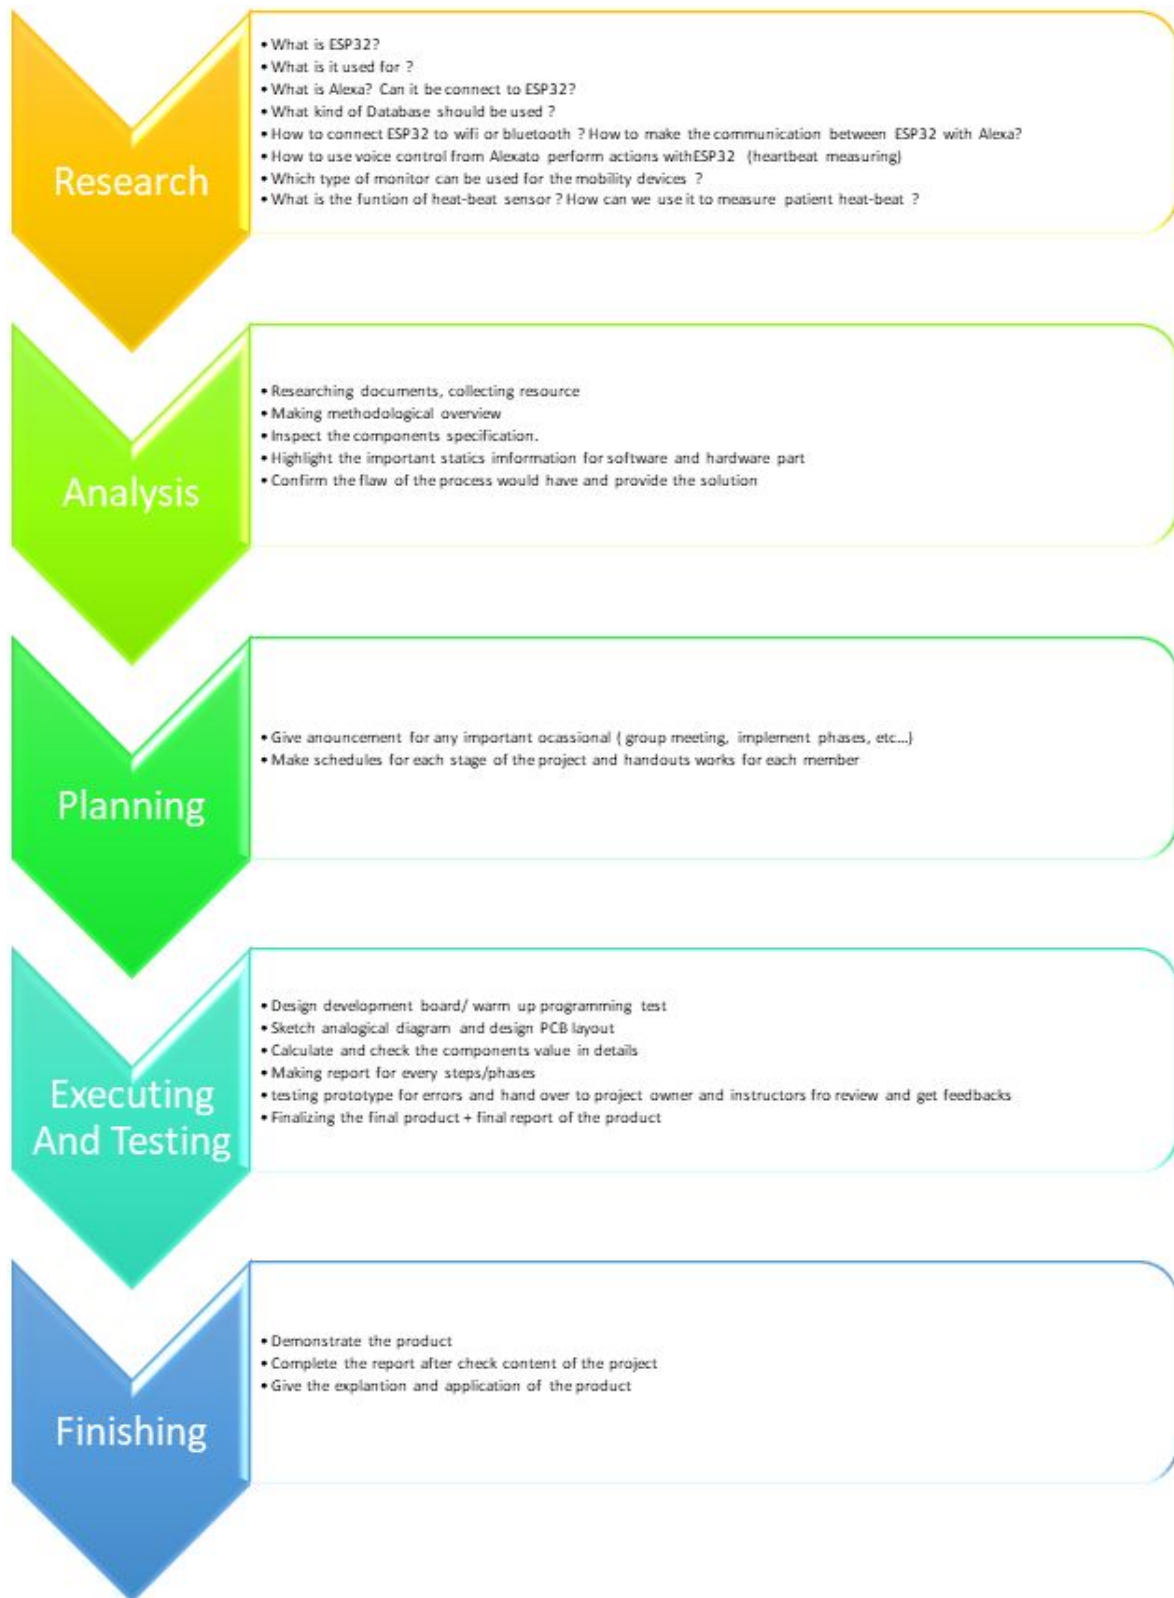 Research
• What is ESP32?
• What is it used for ?
• What is Alexa? Can it be connect to ESP32?
• What kind of Database should be used ?
• How to connect ESP32 to wifi or bluetooth ? How to make the communication between ESP32 with Alexa?
• How to use voice control from Alexato perform actions withESP32 (heartbeat measuring)
• Which type of monitor can be used for the mobility devices ?
• What is the funtion of heat-beat sensor ? How can we use it to measure patient heat-beat ?
Analysis
• Researching documents, collecting resource
• Making methodological overview
• Inspect the components specification.
• Highlight the important statics imformation for software and hardware part
• Confirm the flaw of the process would have and provide the solution
Planning
• Give anouncement for any important ocassional ( group meeting, implement phases, etc...)
• Make schedules for each stage of the project and handouts works for each member
Executing
And Testing
• Design development board/ warm up programming test
• Sketch analogical diagram and design PCB layout
• Calculate and check the components value in details
• Making report for every steps/phases
• testing prototype for errors and hand over to project owner and instructors fro review and get feedbacks
• Finalizing the final product + final report of the product
Finishing
• Demonstrate the product
• Complete the report after check content of the project
• Give the explantion and application of the product